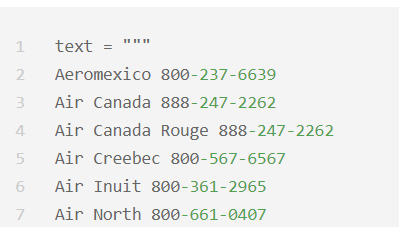 1 text = """
2 Aeromexico 800-237-6639
3 Air Canada 888-247-2262
4 Air Canada Rouge 888-247-2262
5 Air Creebec 800-567-6567
6 Air Inuit 800-361-2965
7 Air North 800-661-0407